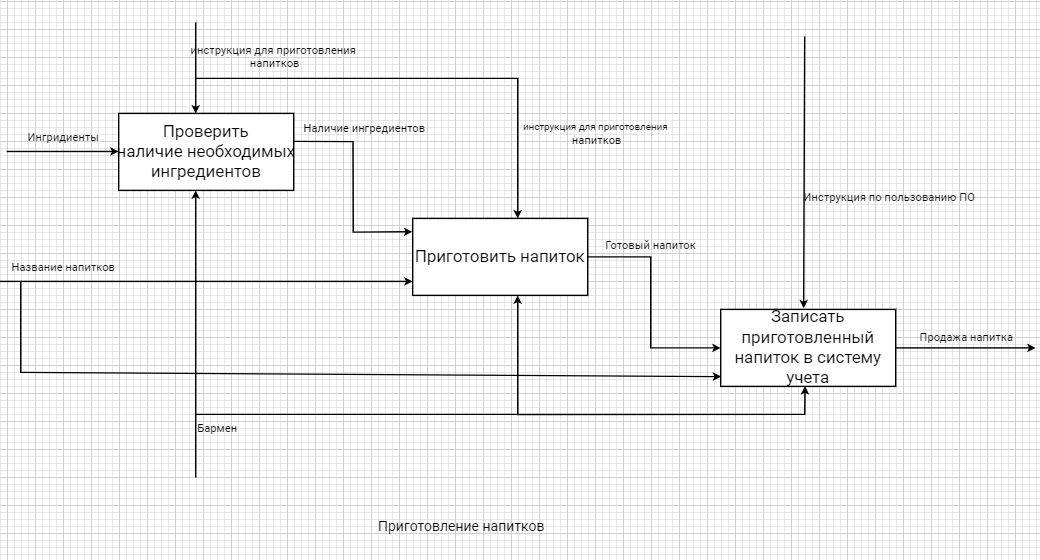 инструкция для приготовления
напитков
Ингридиенты
Проверить
наличие необходимых
ингредиентов
Наличие ингредиентов
инструкция для приготовления
напитков
Инструкция по пользованию ПО
Название напитков
Приготовить напиток
Готовый напиток
Записать
приготовленный
напиток в систему
учета
Продажа напитка
Бармен
Приготовление напитков